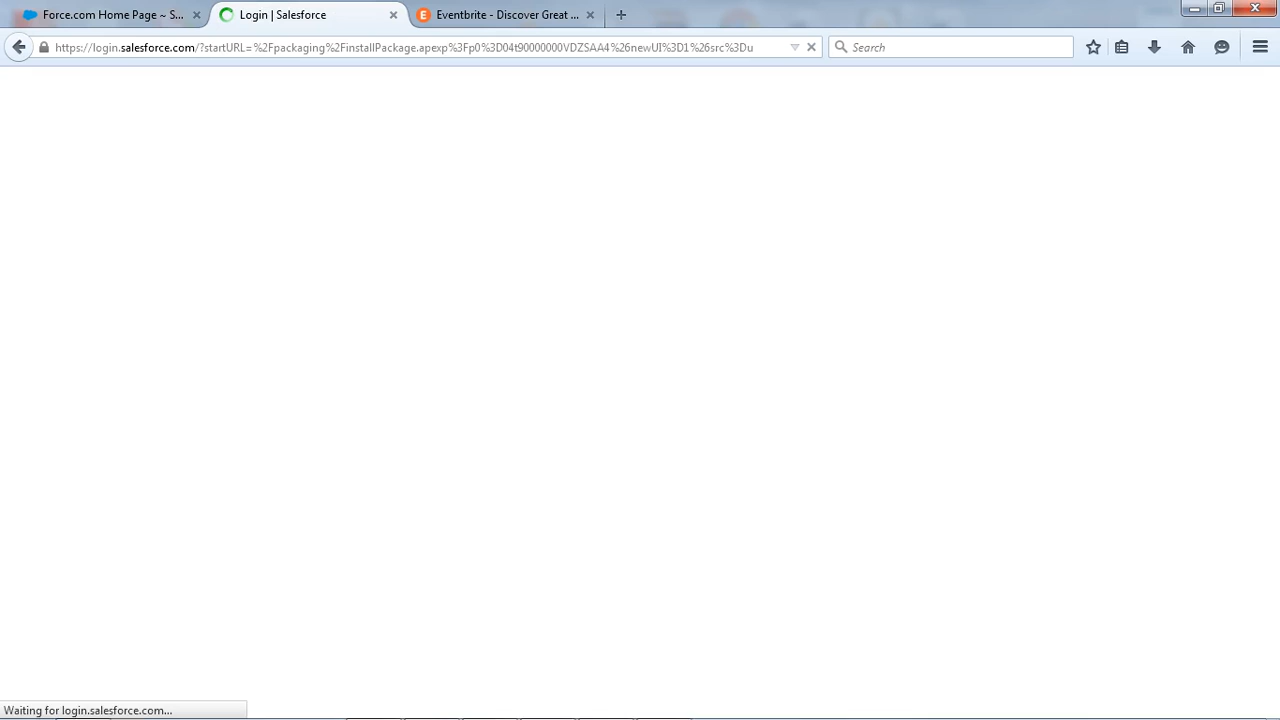 Force.com Home Page ~ S...
Login | Salesforce
Eventbrite - Discover Great ...
https://login.salesforce.com/?startURL=%2Fpackaging%2FinstallPackage.apexp%3Fp0%3D04t90000000VDZSAA4%26newUI%3D1%26src%3Du
Search
Waiting for login.salesforce.com...